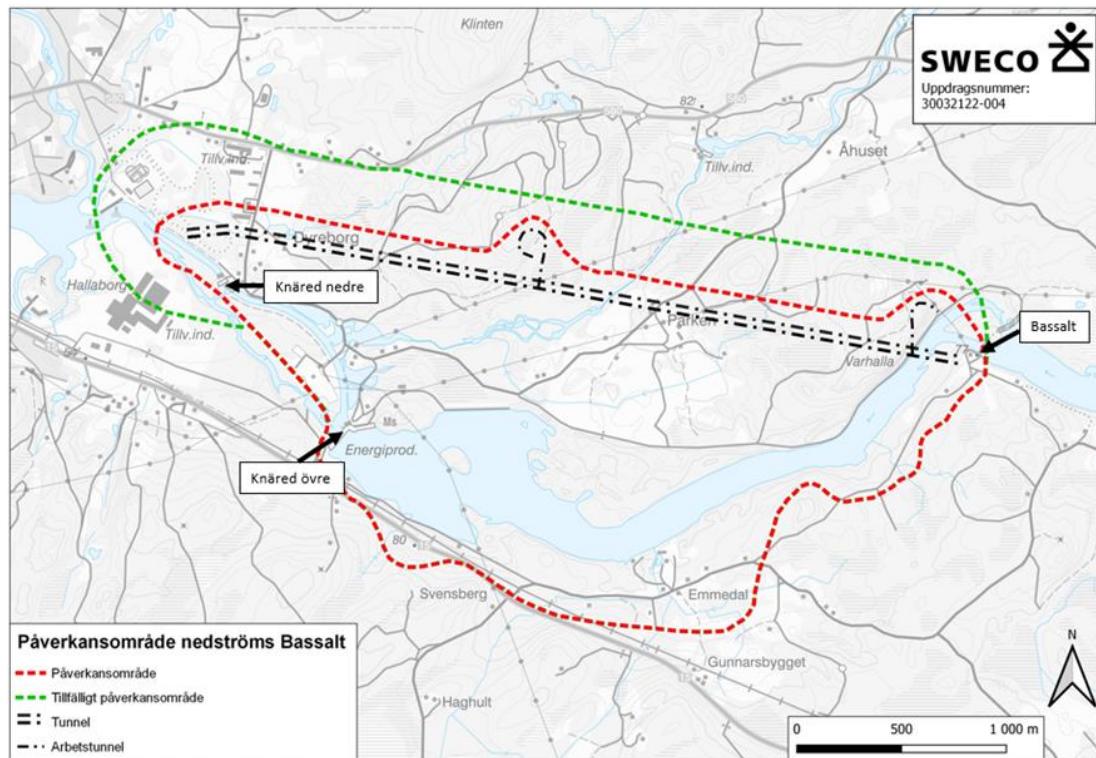 Klinten
SWECO
Uppdragsnummer:
30032122-004
82
Tillv.ind.
Tillv.ind.
Åhuset
Dyreborg
Hallaborg
Knäred nedre
Tillv.ind.
Parken
Varhalla
Bassalt
Ms
Energiprod.
Knäred övre
80
Svensberg
Emmedal
Gunnarsbygget
Haghult
N
Påverkansområde nedströms Bassalt
Påverkansområde
Tillfälligt påverkansområde
Tunnel
Arbetstunnel
0 500 1 000 m